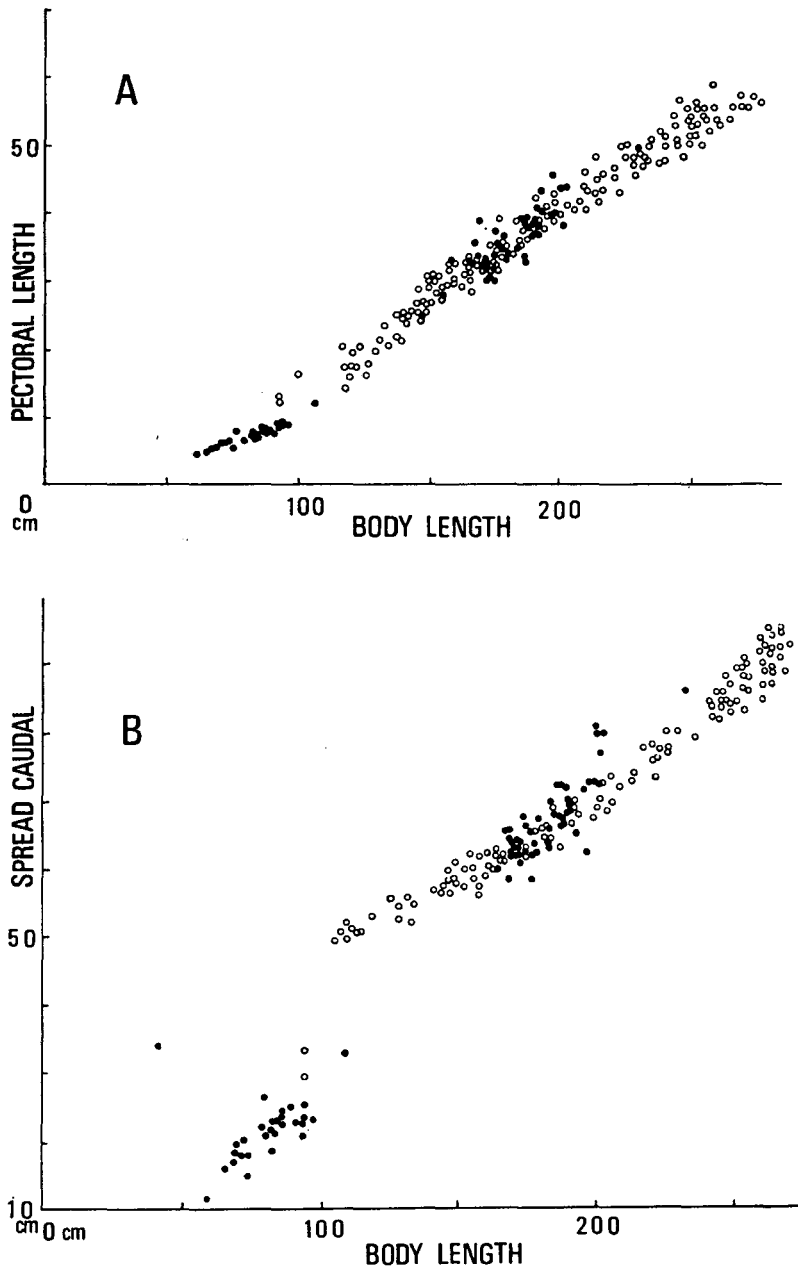 A
50
PECTORAL LENGTH
0
cm
100
200
BODY LENGTH
B
SPREAD CAUDAL
50
10
cm
0 cm
100
200
BODY LENGTH